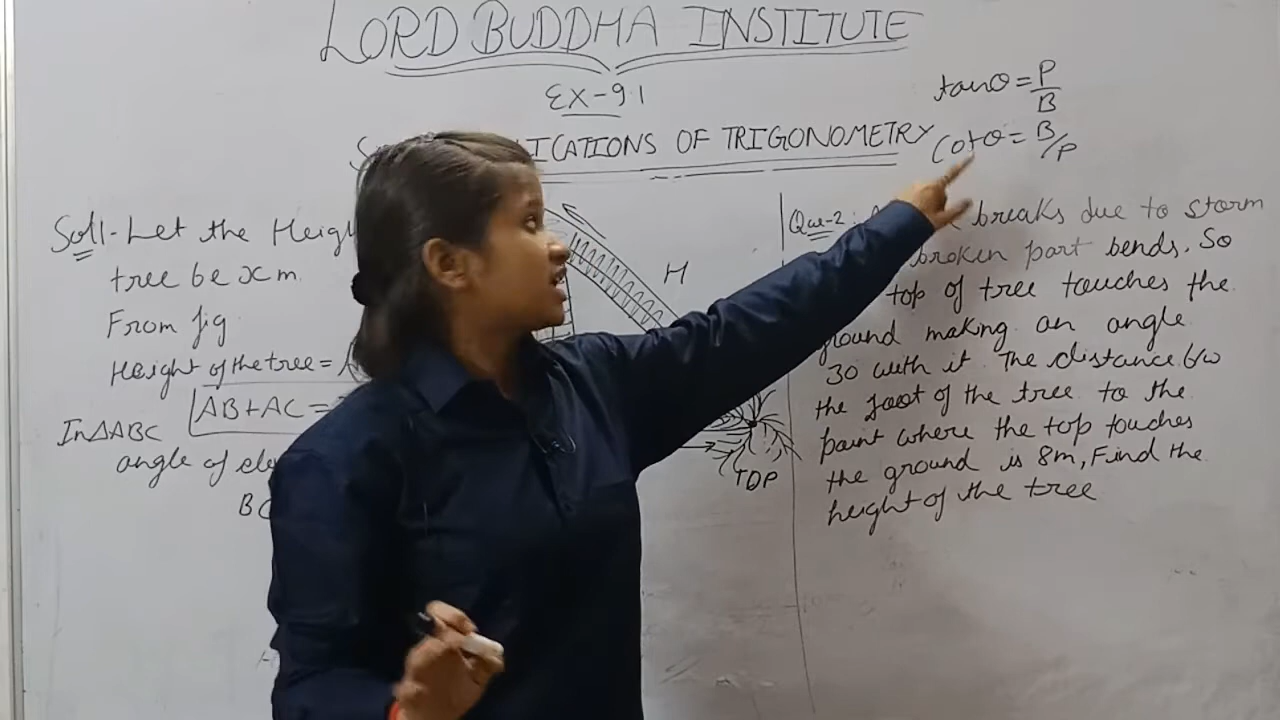 LORD BUDDHA INSTITUTE
EX-9.1
ICATIONS OF TRIGONOMETRY
tanθ = P/B
Cotθ = B/P
Soll- Let the Heig
tree be x m.
From fig
Height of the tree =
AB+AC =
In ΔABC
angle of ele
BC
H
TOP
Que-2: breaks due to storm
broken part bends. So
top of tree touches the
ground making an angle
30 with it. The distance b/w
the foot of the tree to the
point where the top touches
the ground is 8m, Find the
height of the tree